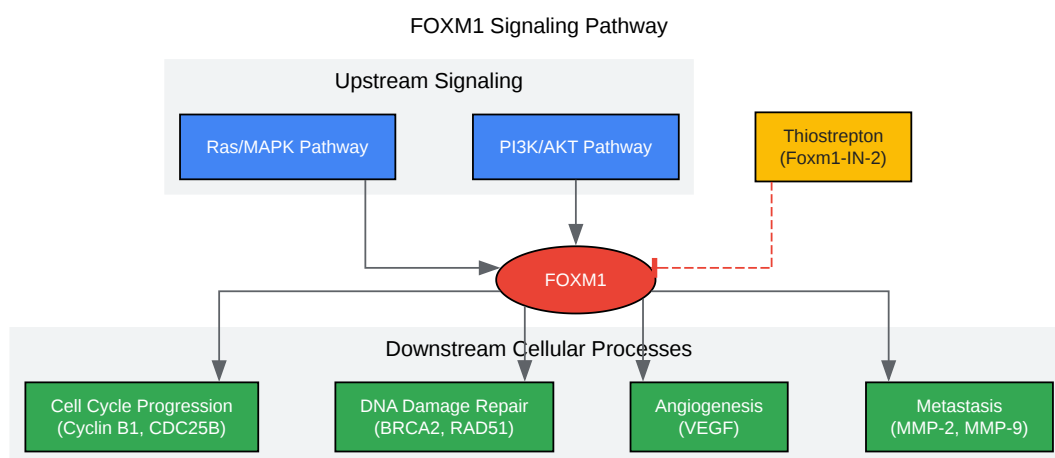 FOXM1 Signaling Pathway
Upstream Signaling
Ras/MAPK Pathway
PI3K/AKT Pathway
Thiostrepton
(Foxm1-IN-2)
FOXM1
Downstream Cellular Processes
Cell Cycle Progression
(Cyclin B1, CDC25B)
DNA Damage Repair
(BRCA2, RAD51)
Angiogenesis
(VEGF)
Metastasis
(MMP-2, MMP-9)